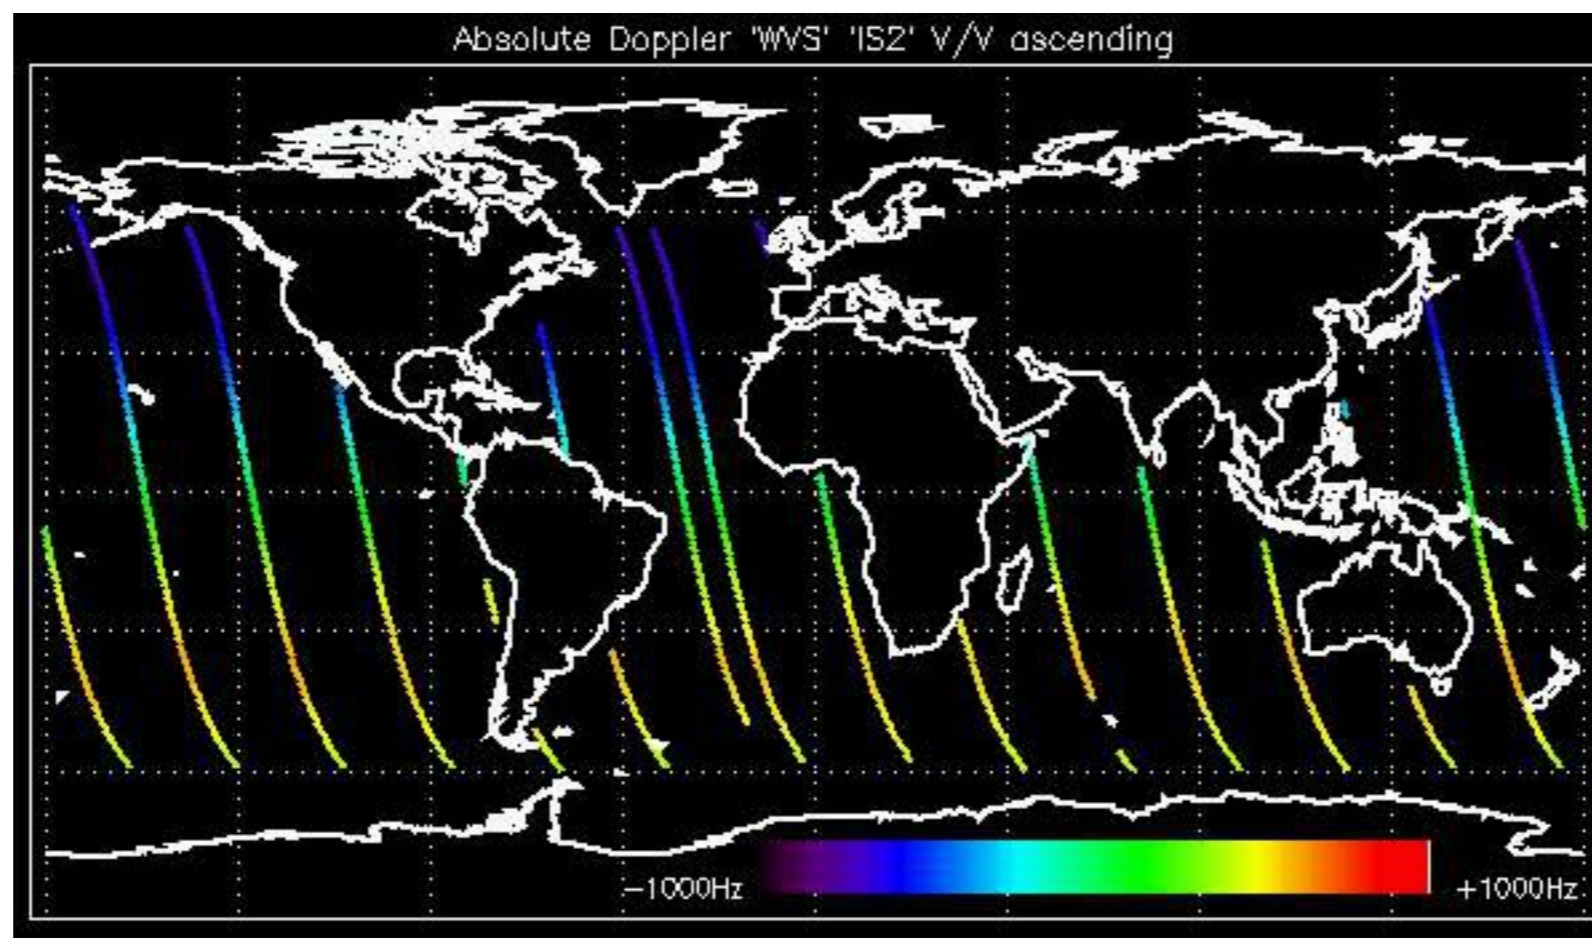 Absolute Doppler 'WVS' 'IS2' V/V ascending
-1000Hz +1000Hz